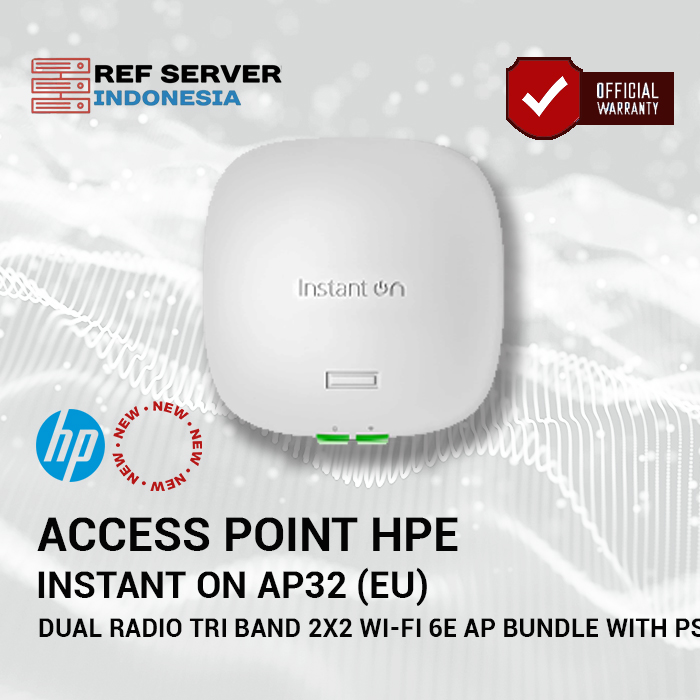 REF SERVER
INDONESIA
OFFICIAL
WARRANTY
Instant On
hp
NEW • NEW • NEW • NEW • NEW •
ACCESS POINT HPE
INSTANT ON AP32 (EU)
DUAL RADIO TRI BAND 2X2 WI-FI 6E AP BUNDLE WITH PS